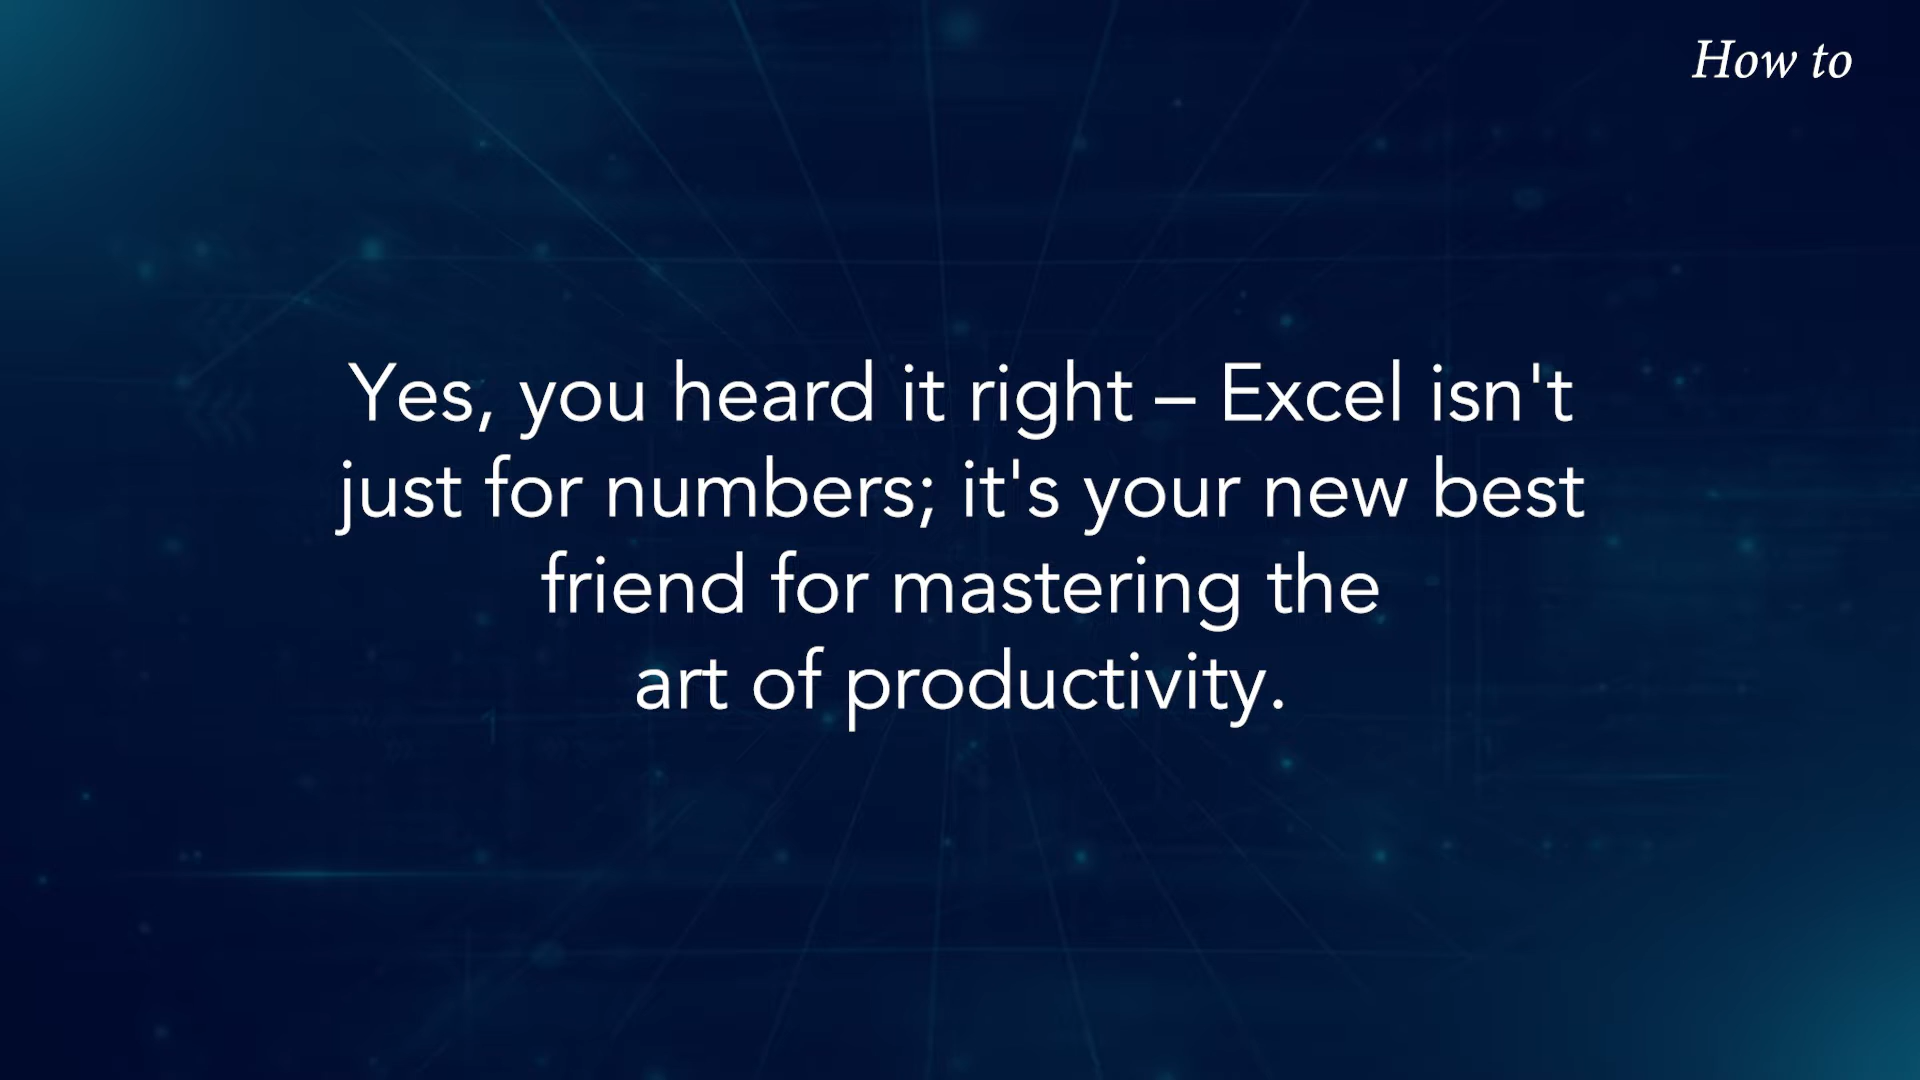 How to
Yes, you heard it right – Excel isn't
just for numbers; it's your new best
friend for mastering the
art of productivity.